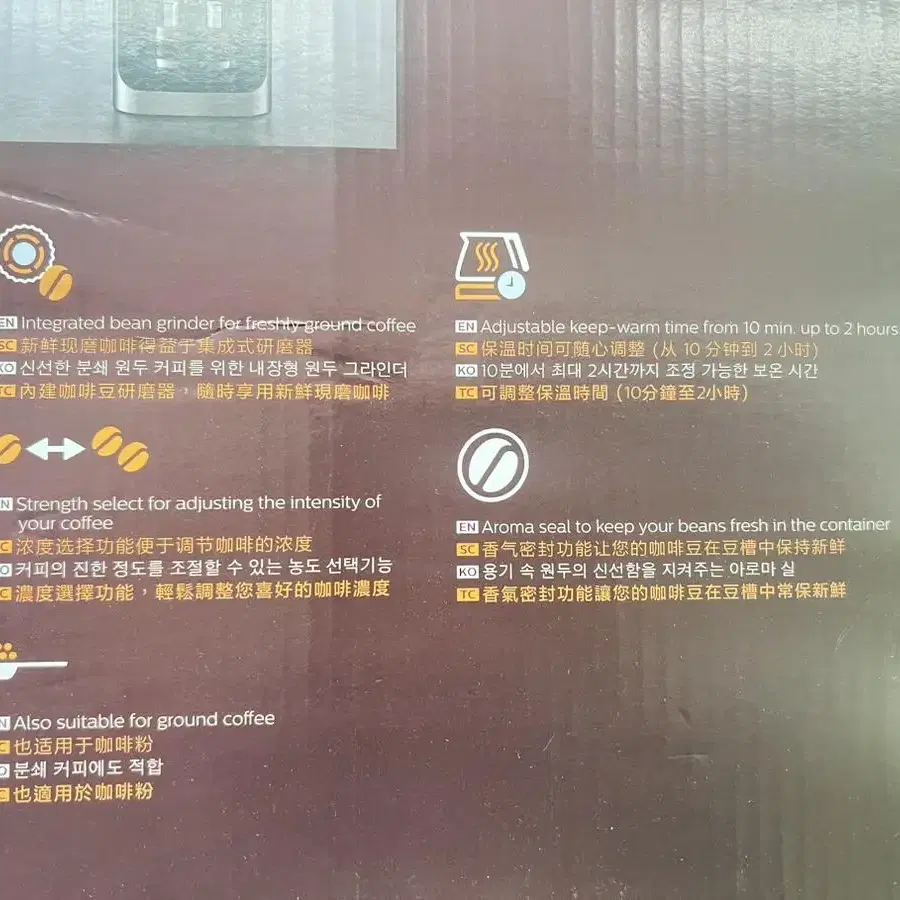 EN Integrated bean grinder for freshly ground coffee
SC 新鲜现磨咖啡得益于集成式研磨器
KO 신선한 분쇄 원두 커피를 위한 내장형 원두 그라인더
TC 內建咖啡豆研磨器，隨時享用新鮮現磨咖啡
EN Strength select for adjusting the intensity of
your coffee
SC 浓度选择功能便于调节咖啡的浓度
KO 커피의 진한 정도를 조절할 수 있는 농도 선택기능
TC 濃度選擇功能，輕鬆調整您喜好的咖啡濃度
EN Also suitable for ground coffee
SC 也适用于咖啡粉
KO 분쇄 커피에도 적합
TC 也適用於咖啡粉
EN Adjustable keep-warm time from 10 min. up to 2 hours
SC 保温时间可随心调整 (从 10 分钟到 2 小时)
KO 10분에서 최대 2시간까지 조정 가능한 보온 시간
TC 可調整保溫時間 (10分鐘至2小時)
EN Aroma seal to keep your beans fresh in the container
SC 香气密封功能让您的咖啡豆在豆槽中保持新鲜
KO 용기 속 원두의 신선함을 지켜주는 아로마 실
TC 香氣密封功能讓您的咖啡豆在豆槽中常保新鮮